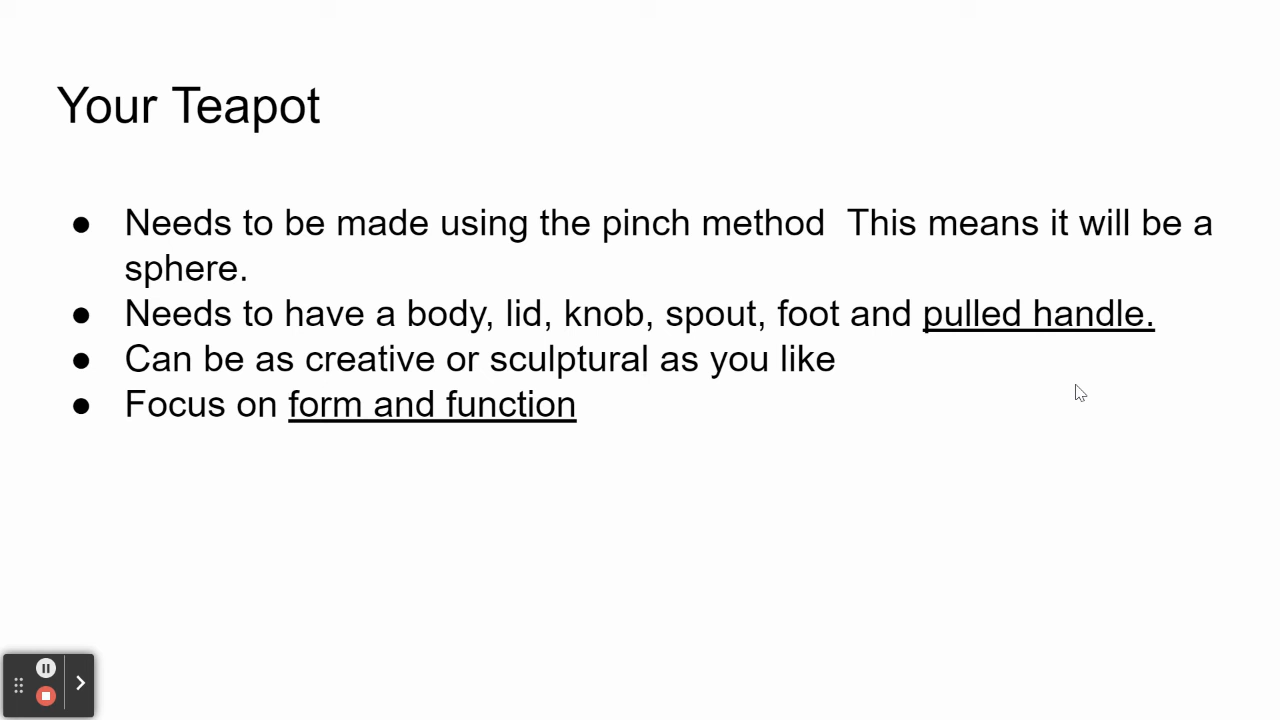 Your Teapot
● Needs to be made using the pinch method  This means it will be a
sphere.
● Needs to have a body, lid, knob, spout, foot and pulled handle.
● Can be as creative or sculptural as you like
● Focus on form and function